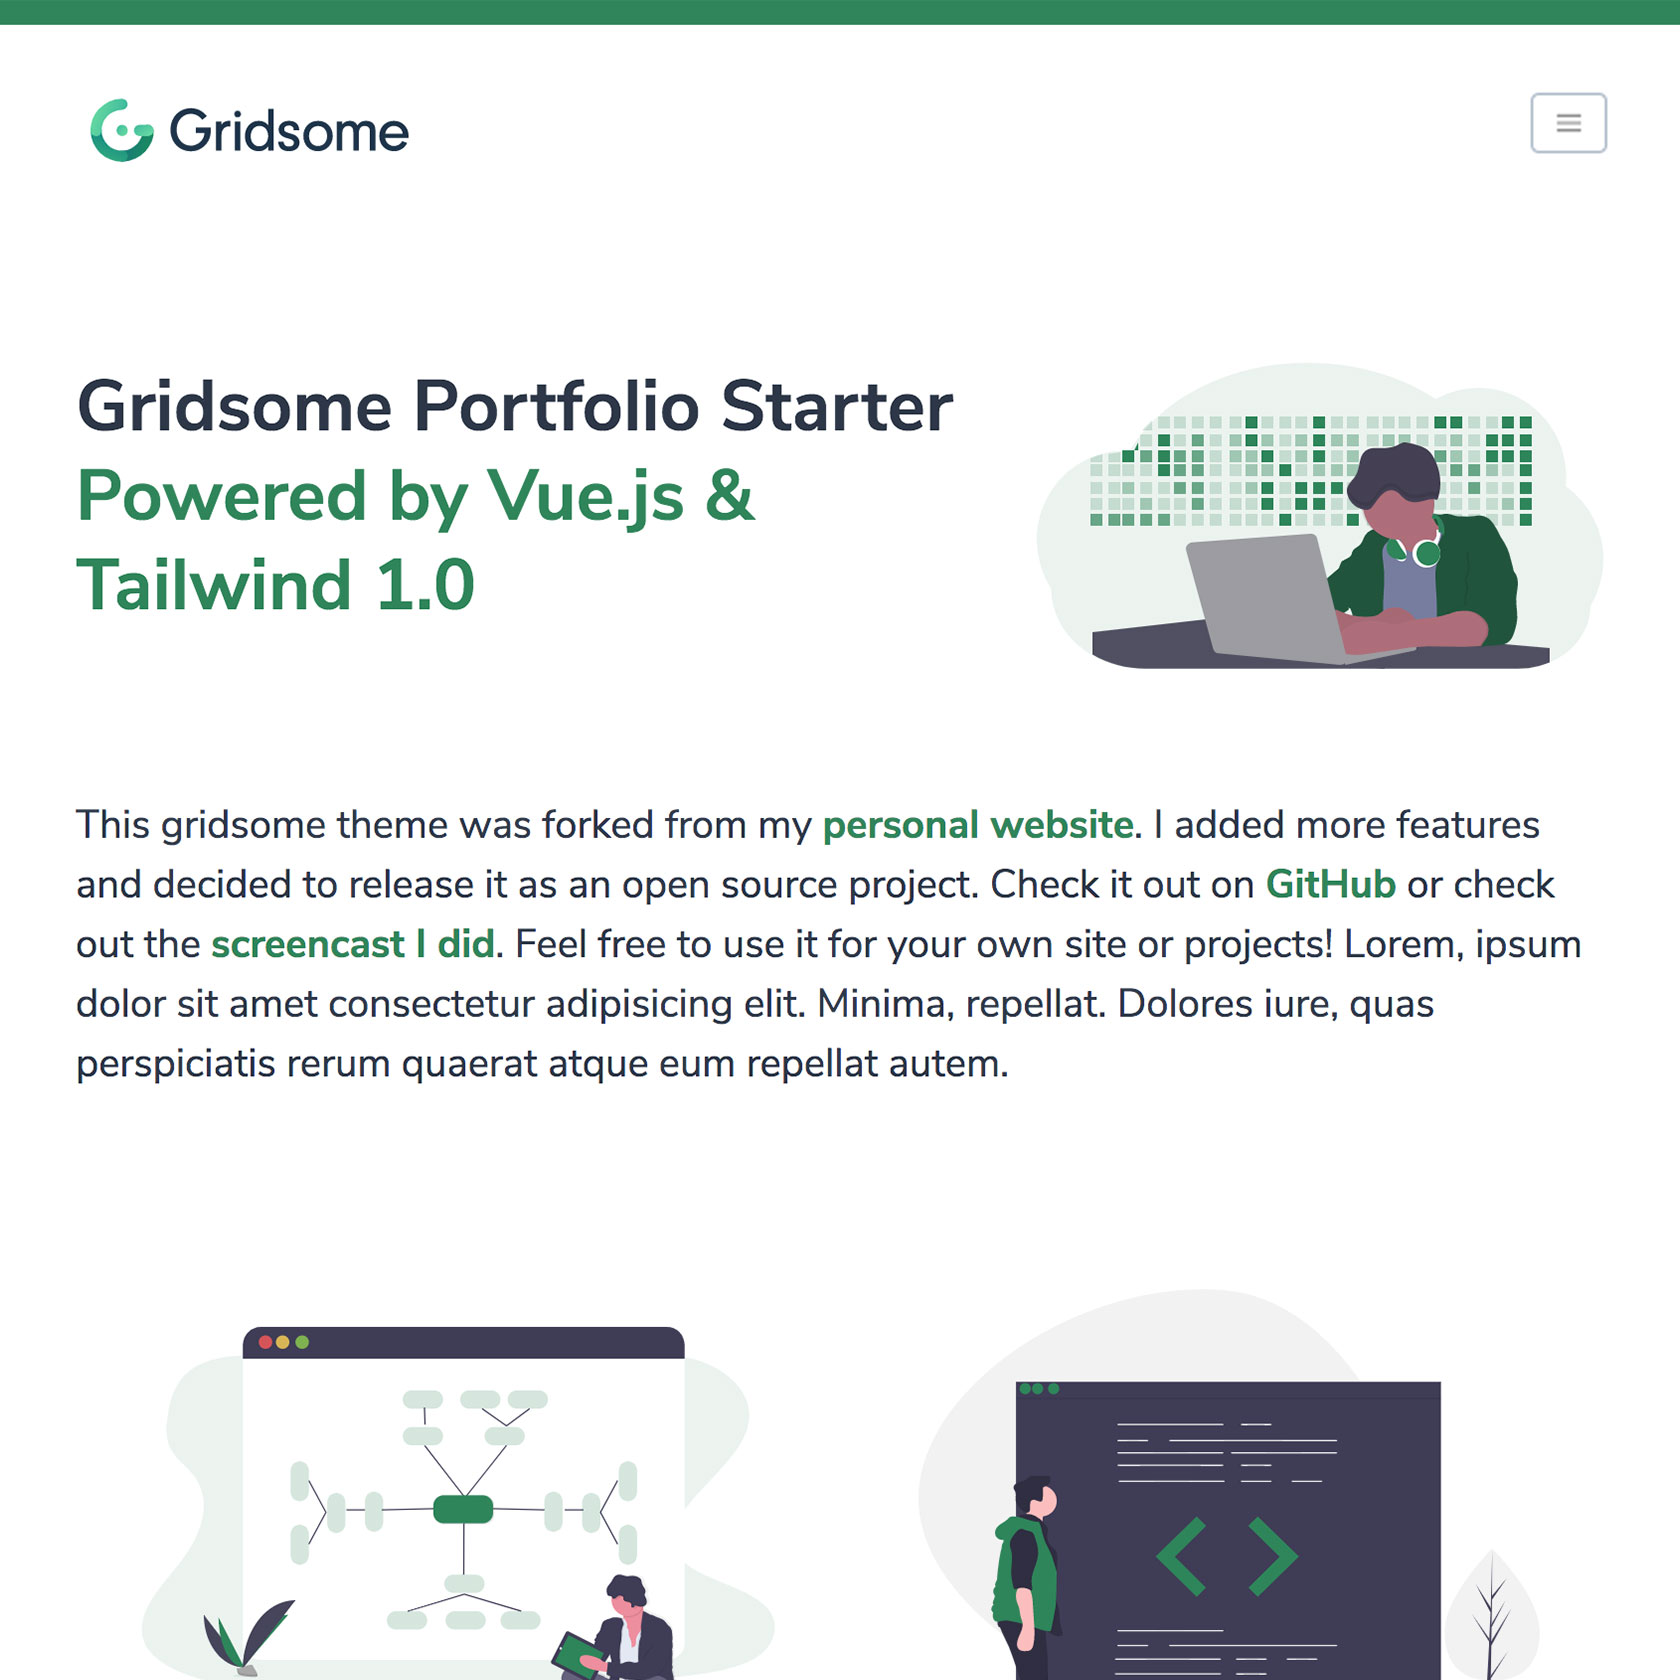 Gridsome
Gridsome Portfolio Starter
Powered by Vue.js &
Tailwind 1.0
This gridsome theme was forked from my personal website. I added more features
and decided to release it as an open source project. Check it out on GitHub or check
out the screencast I did. Feel free to use it for your own site or projects! Lorem, ipsum
dolor sit amet consectetur adipisicing elit. Minima, repellat. Dolores iure, quas
perspiciatis rerum quaerat atque eum repellat autem.